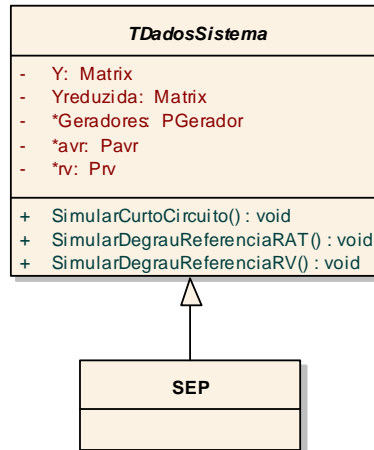 TDadosSistema
- Y: Matrix
- Yreduzida: Matrix
- *Geradores: PGerador
- *avr: Pavr
- *rv: Prv
+ SimularCurtoCircuito() : void
+ SimularDegrauReferenciaRAT() : void
+ SimularDegrauReferenciaRV() : void
SEP